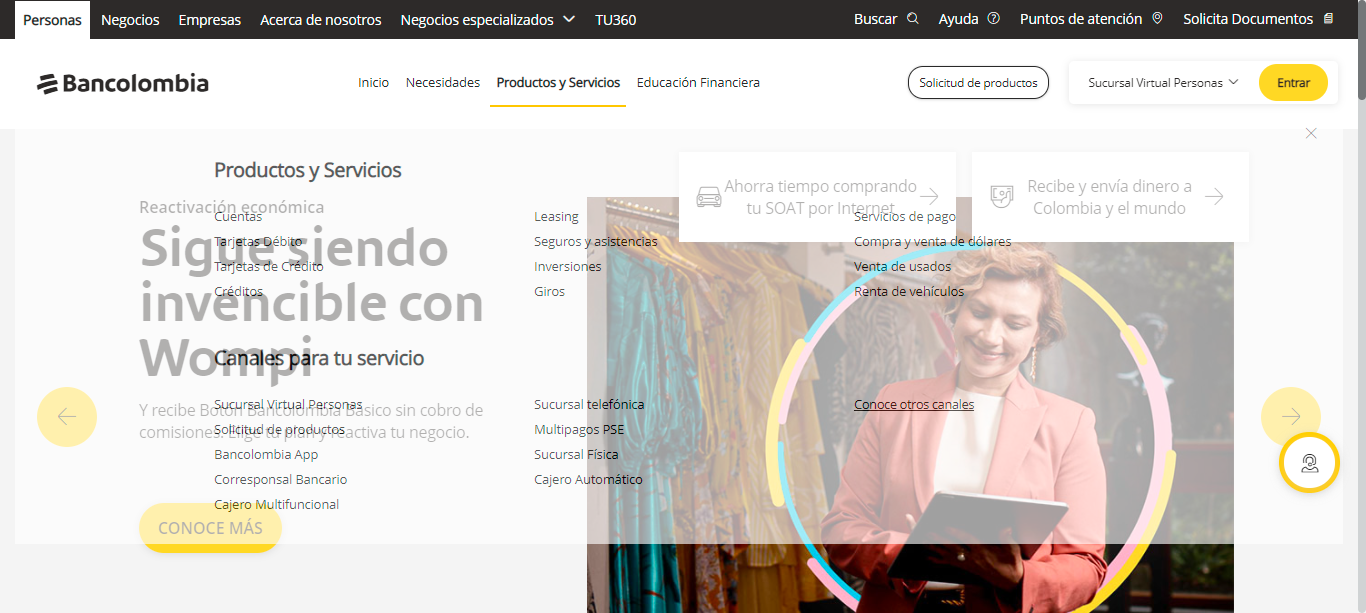 Personas
Negocios
Empresas
Acerca de nosotros
Negocios especializados
TU360
Buscar
Ayuda
Puntos de atención
Solicita Documentos
Bancolombia
Inicio
Necesidades
Productos y Servicios
Educación Financiera
Solicitud de productos
Sucursal Virtual Personas
Entrar
Productos y Servicios
Ahorra tiempo comprando
tu SOAT por Internet
Recibe y envía dinero a
Colombia y el mundo
Reactivación económica
Sigue siendo
invencible con
Wompi
Y recibe Botón Bancolombia Básico sin cobro de
comisiones. Elige tu plan y reactiva tu negocio.
CONOCE MÁS
Cuentas
Tarjetas Débito
Tarjetas de Crédito
Créditos
Leasing
Seguros y asistencias
Inversiones
Giros
Servicios de pago
Compra y venta de dólares
Venta de usados
Renta de vehículos
Canales para tu servicio
Sucursal Virtual Personas
Solicitud de productos
Bancolombia App
Corresponsal Bancario
Cajero Multifuncional
Sucursal telefónica
Multipagos PSE
Sucursal Física
Cajero Automático
Conoce otros canales